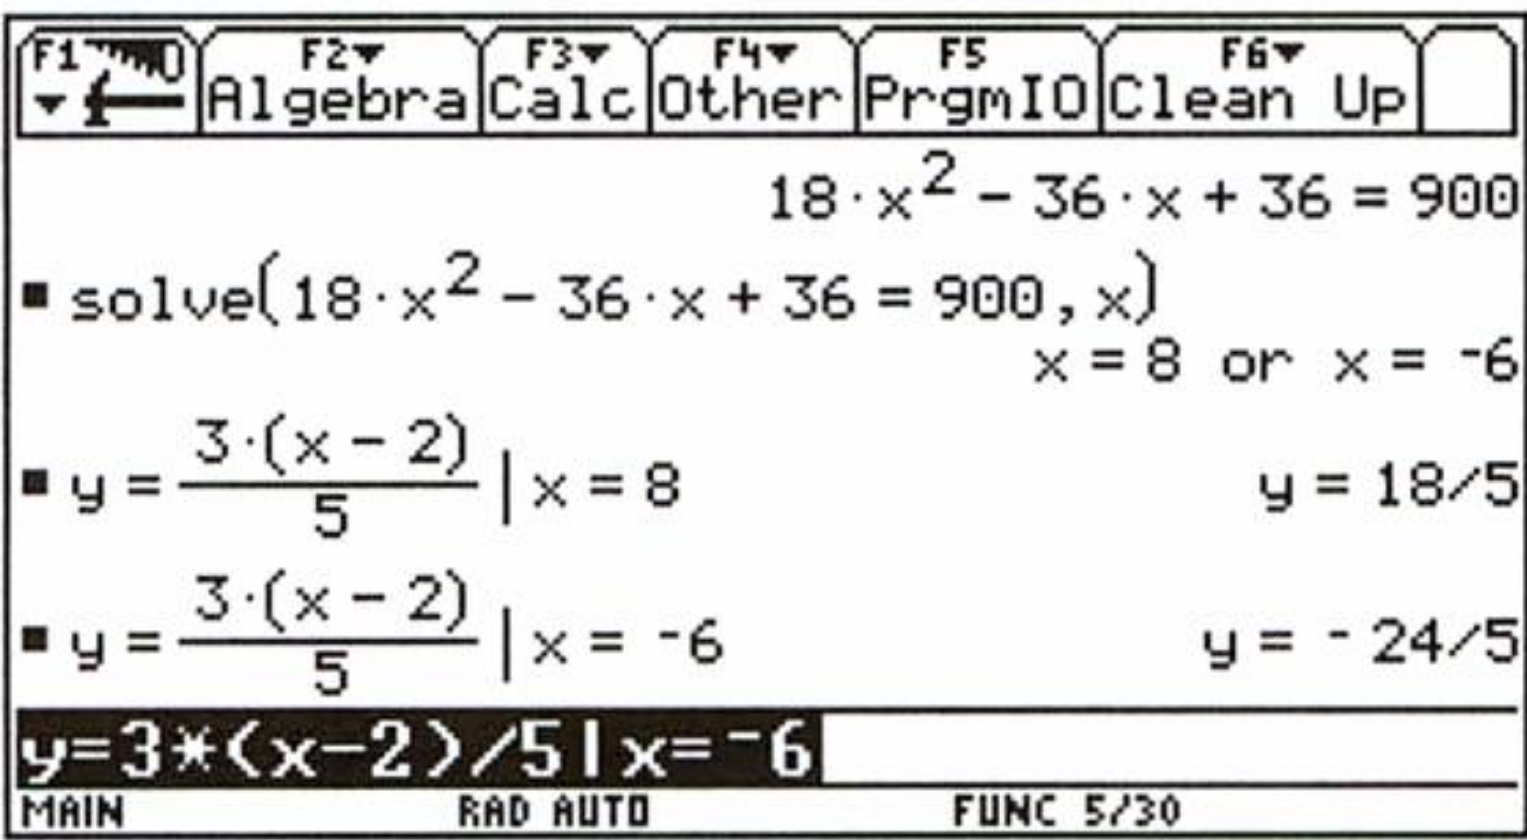 F1 F2▼ F3▼ F4▼ F5 F6▼
▼ Algebra Calc Other PrgmIO Clean Up
18·x² - 36·x + 36 = 900
■ solve(18·x² - 36·x + 36 = 900, x)
x = 8 or x = ⁻6
■ y = 3·(x - 2)/5 | x = 8 y = 18/5
■ y = 3·(x - 2)/5 | x = ⁻6 y = ⁻24/5
y=3*(x-2)/5|x=⁻6
MAIN RAD AUTO FUNC 5/30